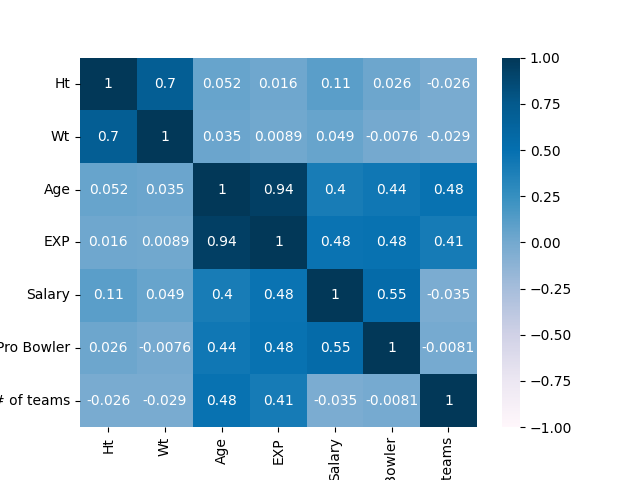 Ht 1 0.7 0.052 0.016 0.11 0.026 -0.026
Wt 0.7 1 0.035 0.0089 0.049 -0.0076 -0.029
Age 0.052 0.035 1 0.94 0.4 0.44 0.48
EXP 0.016 0.0089 0.94 1 0.48 0.48 0.41
Salary 0.11 0.049 0.4 0.48 1 0.55 -0.035
Pro Bowler 0.026 -0.0076 0.44 0.48 0.55 1 -0.0081
# of teams -0.026 -0.029 0.48 0.41 -0.035 -0.0081 1
Ht
Wt
Age
EXP
Salary
Bowler
teams
1.00
0.75
0.50
0.25
0.00
−0.25
−0.50
−0.75
−1.00